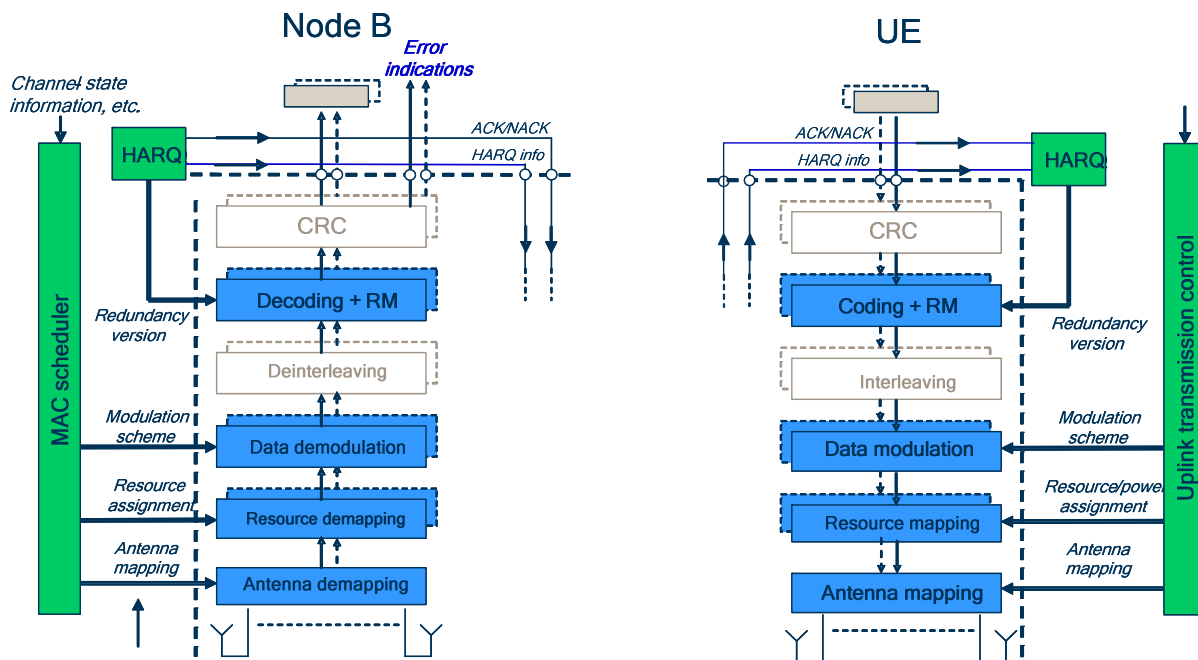 Node B
UE
Error
indications
Channel state
information, etc.
ACK/NACK
HARQ
HARQ info
ACK/NACK
HARQ info
HARQ
CRC
CRC
Decoding + RM
Coding + RM
Redundancy
version
Redundancy
version
MAC scheduler
Uplink transmission control
Deinterleaving
Interleaving
Modulation
scheme
Data demodulation
Data modulation
Modulation
scheme
Resource
assignment
Resource demapping
Resource mapping
Resource/power
assignment
Antenna
mapping
Antenna demapping
Antenna mapping
Antenna
mapping